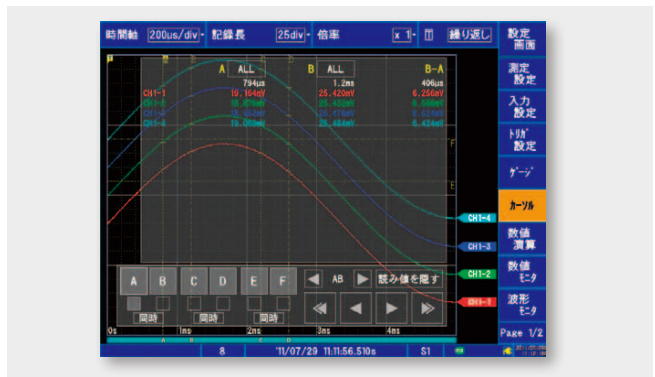 時間軸 200us/div 記録長 25div 倍率 x 1 繰り返し
設定
画面
測定
設定
入力
設定
トリガ
設定
ゲージ
カーソル
数値
演算
数値
モニタ
波形
モニタ
Page 1/2
A ALL B ALL B-A
794µs 1.2ms 406µs
CH1-1 19.164mV 25.420mV 6.256mV
F
E
CH1-4
CH1-3
CH1-2
CH1-1
A B C D E F AB 読み値を隠す
同時 同時 同時
0s 1ms 2ms 3ms 4ms
A B C D
8 '11/07/29 11:11:56.510s S1